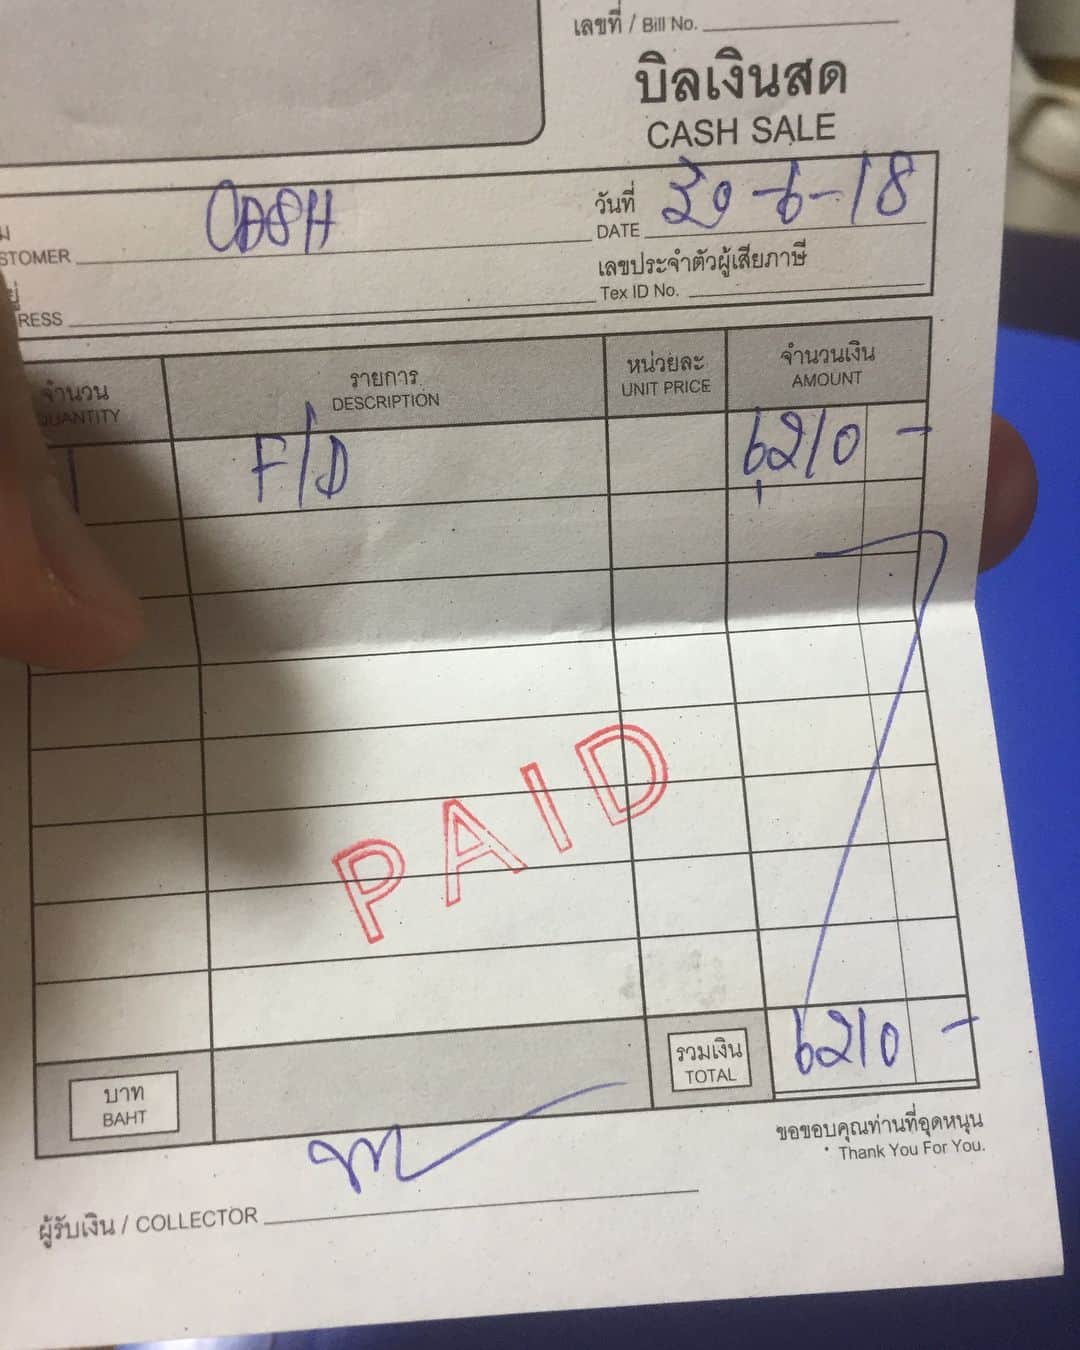 เลขที่ / Bill No.
บิลเงินสด
CASH SALE
STOMER CASH
วันที่ DATE 29-6-18
RESS
เลขประจำตัวผู้เสียภาษี
Tex ID No.
จำนวน รายการ หน่วยละ จำนวนเงิน
QUANTITY DESCRIPTION UNIT PRICE AMOUNT
1 F/D 6210 -
PAID
บาท รวมเงิน
BAHT TOTAL 6210 -
ขอขอบคุณท่านที่อุดหนุน
Thank You For You.
ผู้รับเงิน / COLLECTOR